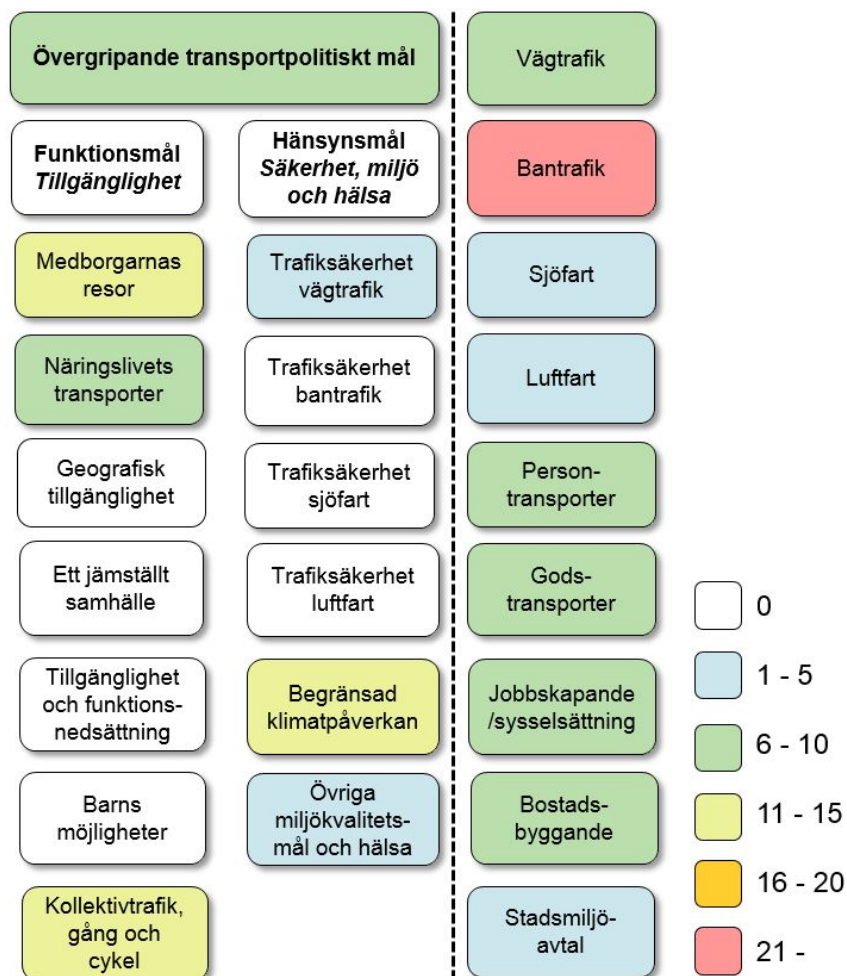 Övergripande transportpolitiskt mål
Funktionsmål
Tillgänglighet
Hänsynsmål
Säkerhet, miljö
och hälsa
Medborgarnas
resor
Trafiksäkerhet
vägtrafik
Näringslivets
transporter
Trafiksäkerhet
bantrafik
Geografisk
tillgänglighet
Trafiksäkerhet
sjöfart
Ett jämställt
samhälle
Trafiksäkerhet
luftfart
Tillgänglighet
och funktions-
nedsättning
Begränsad
klimatpåverkan
Barns
möjligheter
Övriga
miljökvalitets-
mål och hälsa
Kollektivtrafik,
gång och
cykel
Vägtrafik
Bantrafik
Sjöfart
Luftfart
Person-
transporter
Gods-
transporter
Jobbskapande
/sysselsättning
Bostads-
byggande
Stadsmiljö-
avtal
0
1 - 5
6 - 10
11 - 15
16 - 20
21 -